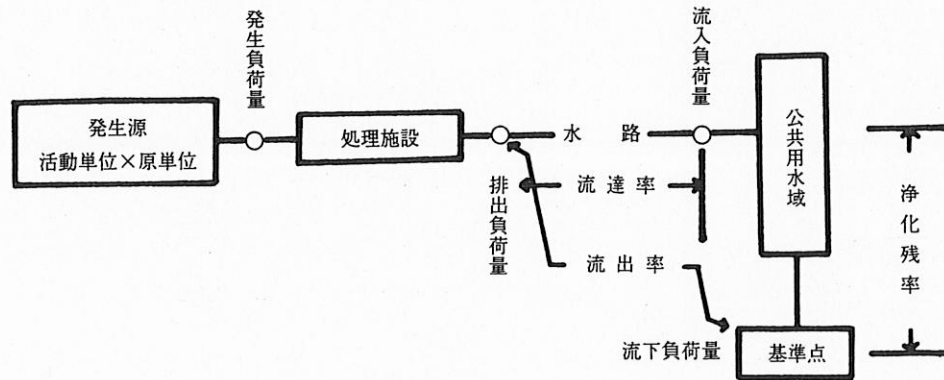 発生負荷量
流入負荷量
発生源
活動単位×原単位
処理施設
水路
公共用水域
排出負荷量
流達率
流出率
浄化残率
流下負荷量
基準点